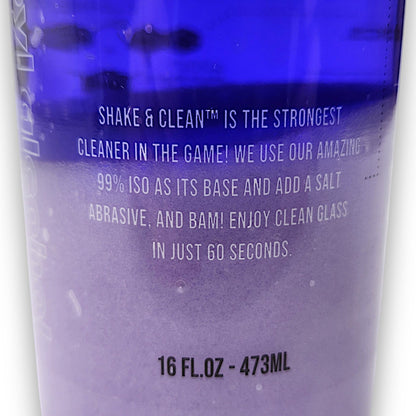 SHAKE & CLEAN™ IS THE STRONGEST
CLEANER IN THE GAME! WE USE OUR AMAZING
99% ISO AS ITS BASE AND ADD A SALT
ABRASIVE, AND BAM! ENJOY CLEAN GLASS
IN JUST 60 SECONDS.
16 FL.OZ - 473ML